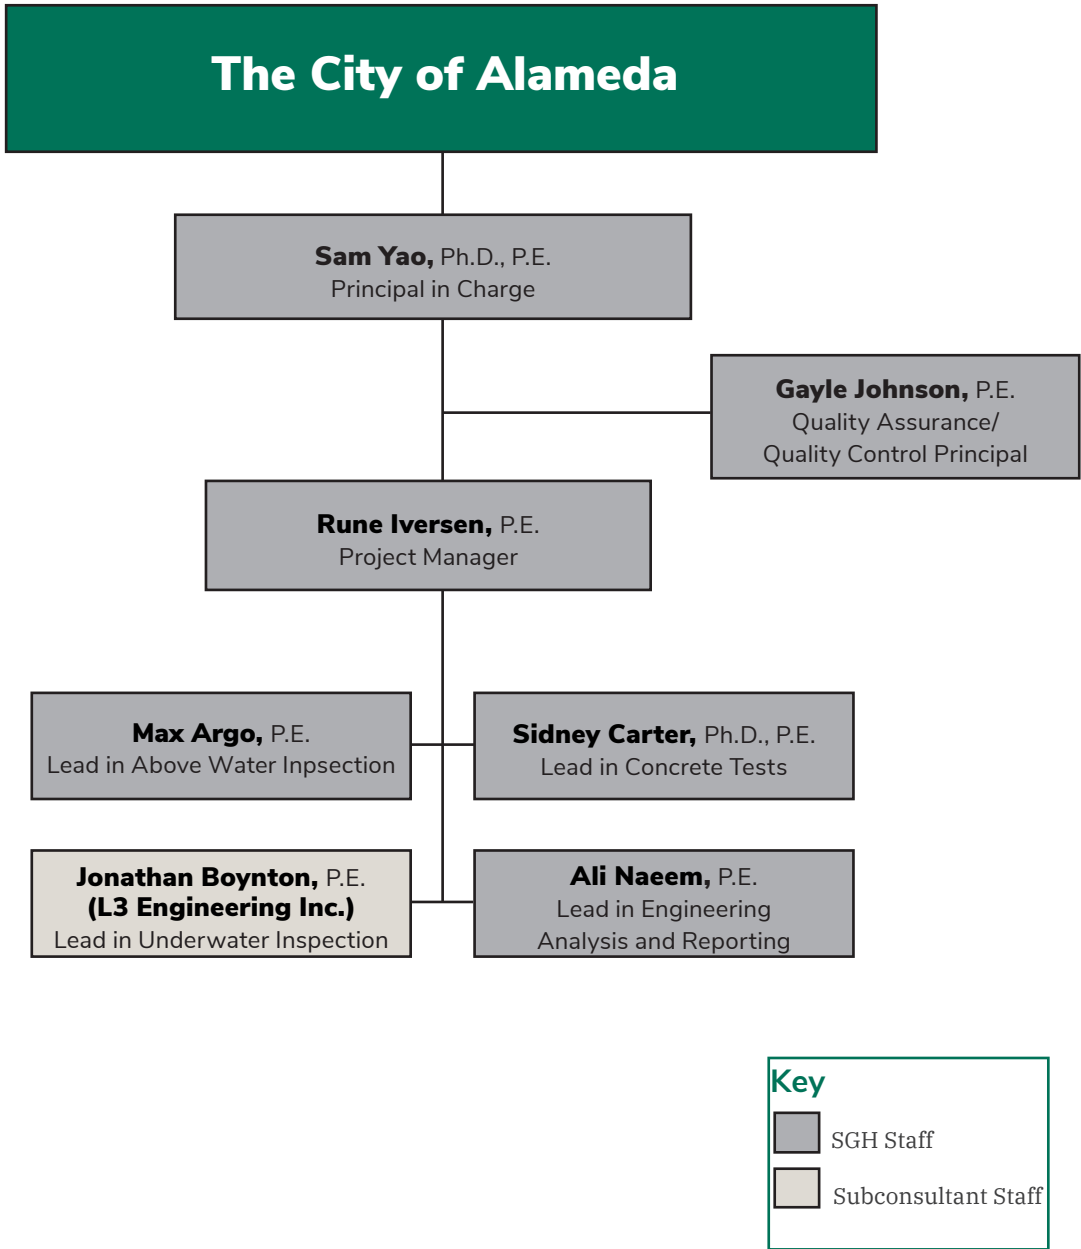 The City of Alameda
Sam Yao, Ph.D., P.E.
Principal in Charge
Gayle Johnson, P.E.
Quality Assurance/
Quality Control Principal
Rune Iversen, P.E.
Project Manager
Max Argo, P.E.
Lead in Above Water Inpsection
Sidney Carter, Ph.D., P.E.
Lead in Concrete Tests
Jonathan Boynton, P.E.
(L3 Engineering Inc.)
Lead in Underwater Inspection
Ali Naeem, P.E.
Lead in Engineering
Analysis and Reporting
Key
SGH Staff
Subconsultant Staff